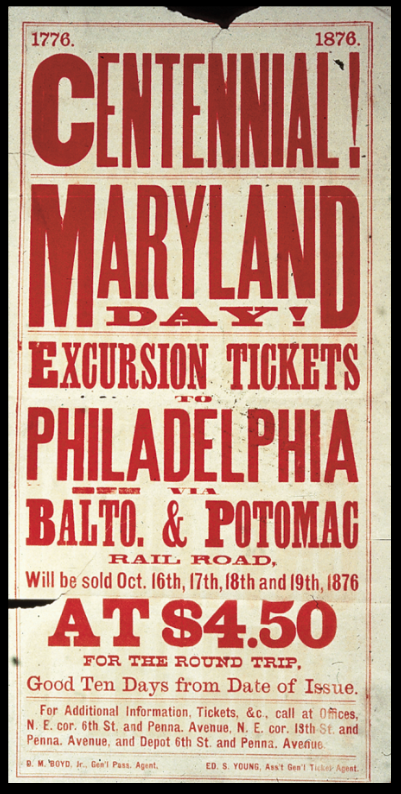 1776. 1876.
CENTENNIAL!
MARYLAND
DAY!
EXCURSION TICKETS
TO
PHILADELPHIA
VIA
BALTO. & POTOMAC
RAIL ROAD,
Will be sold Oct. 16th, 17th, 18th and 19th, 1876
AT $4.50
FOR THE ROUND TRIP,
Good Ten Days from Date of Issue.
For Additional Information, Tickets, &c., call at Offices,
N. E. cor. 6th St. and Penna. Avenue, N. E. cor. 13th St. and
Penna. Avenue, and Depot 6th St. and Penna. Avenue.
D. M. BOYD, Jr., Gen'l Pass. Agent. ED. S. YOUNG, Ass't Gen'l Ticket Agent.